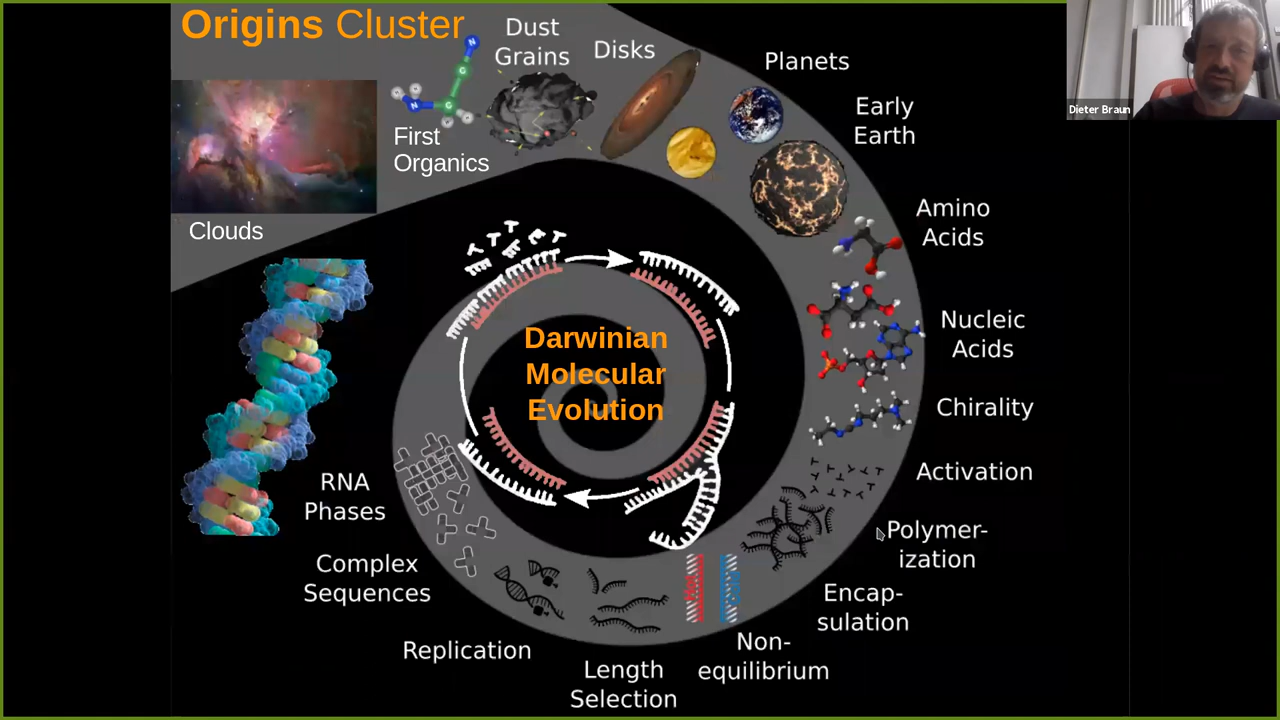 Origins Cluster
Dust
Grains
Disks
Planets
Dieter Braun
Early
Earth
First
Organics
Clouds
Amino
Acids
Nucleic
Acids
Chirality
Activation
Polymer-
ization
Encap-
sulation
Non-
equilibrium
Length
Selection
Replication
Complex
Sequences
RNA
Phases
Darwinian
Molecular
Evolution